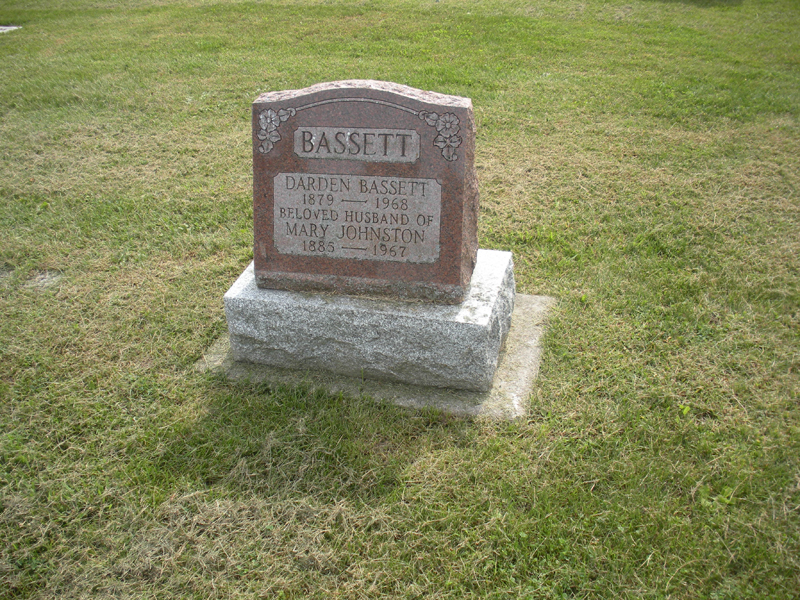 BASSETT
DARDEN BASSETT
1879 — 1968
BELOVED HUSBAND OF
MARY JOHNSTON
1885 — 1967